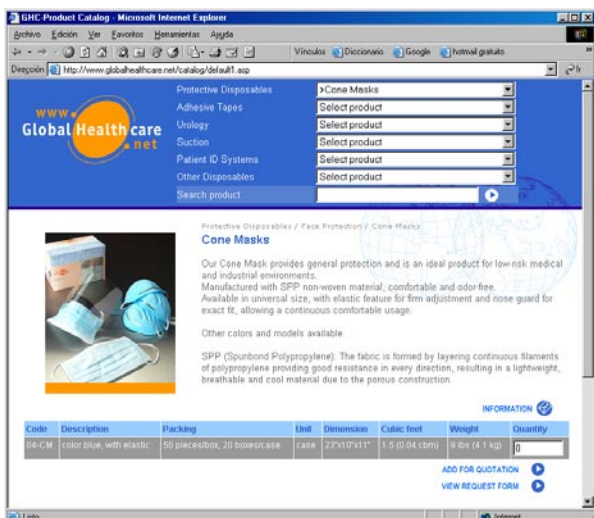 GHC-Product Catalog - Microsoft Internet Explorer
Archivo Edición Ver Favoritos Herramientas Ayuda
Vínculos Diccionario Google hotmail gratuito
Dirección http://www.globalhealthcare.net/catalog/default1.asp Ir
www.
Global Healthcare
.net
Protective Disposables >Cone Masks
Adhesive Tapes Select product
Urology Select product
Suction Select product
Patient ID Systems Select product
Other Disposables Select product
Search product
Protective Disposables / Face Protection / Cone Masks
Cone Masks
Our Cone Mask provides general protection and is an ideal product for low-risk medical
and industrial environments.
Manufactured with SPP non-woven material, comfortable and odor-free.
Available in universal size, with elastic feature for firm adjustment and nose guard for
exact fit, allowing a continuous comfortable usage.
Other colors and models available.
SPP (Spunbond Polypropylene): The fabric is formed by layering continuous filaments
of polypropylene providing good resistance in every direction, resulting in a lightweight,
breathable and cool material due to the porous construction.
INFORMATION
Code Description Packing Unit Dimension Cubic feet Weight Quantity
04-CM color blue, with elastic 50 pieces/box, 20 boxes/case case 23"x10"x11" 1.5 (0.04 cbm) 9 lbs (4.1 kg) 0
ADD FOR QUOTATION
VIEW REQUEST FORM
Listo Internet